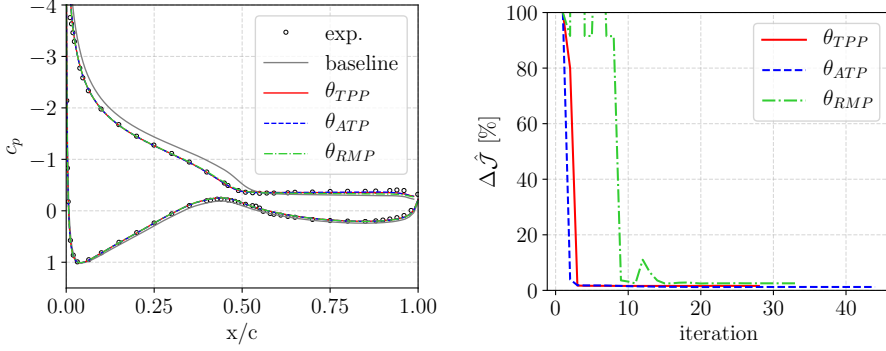 −4
−3
−2
−1
0
1
c_p
0.00 0.25 0.50 0.75 1.00
x/c
exp.
baseline
θ_TPP
θ_ATP
θ_RMP
100
80
60
40
20
0
Δ𝒥̂ [%]
0 10 20 30 40
iteration
θ_TPP
θ_ATP
θ_RMP